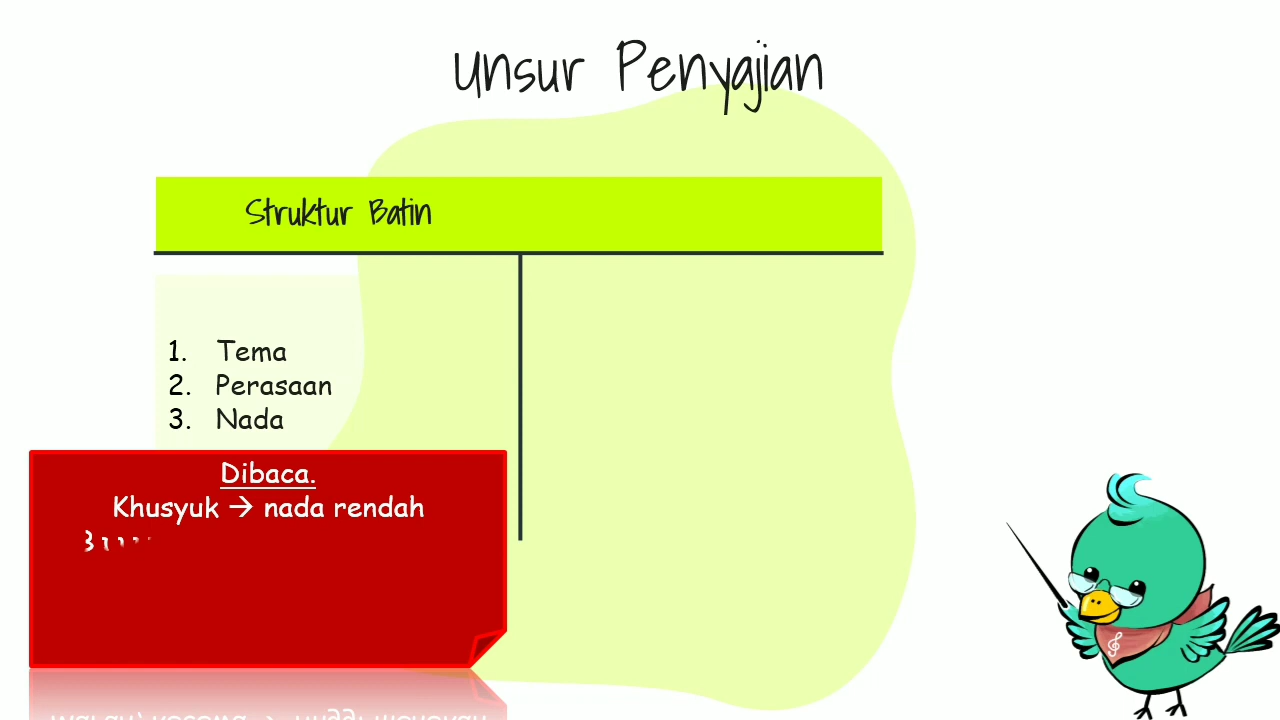 Unsur Penyajian
Struktur Batin
1. Tema
2. Perasaan
3. Nada
Dibaca.
Khusyuk → nada rendah